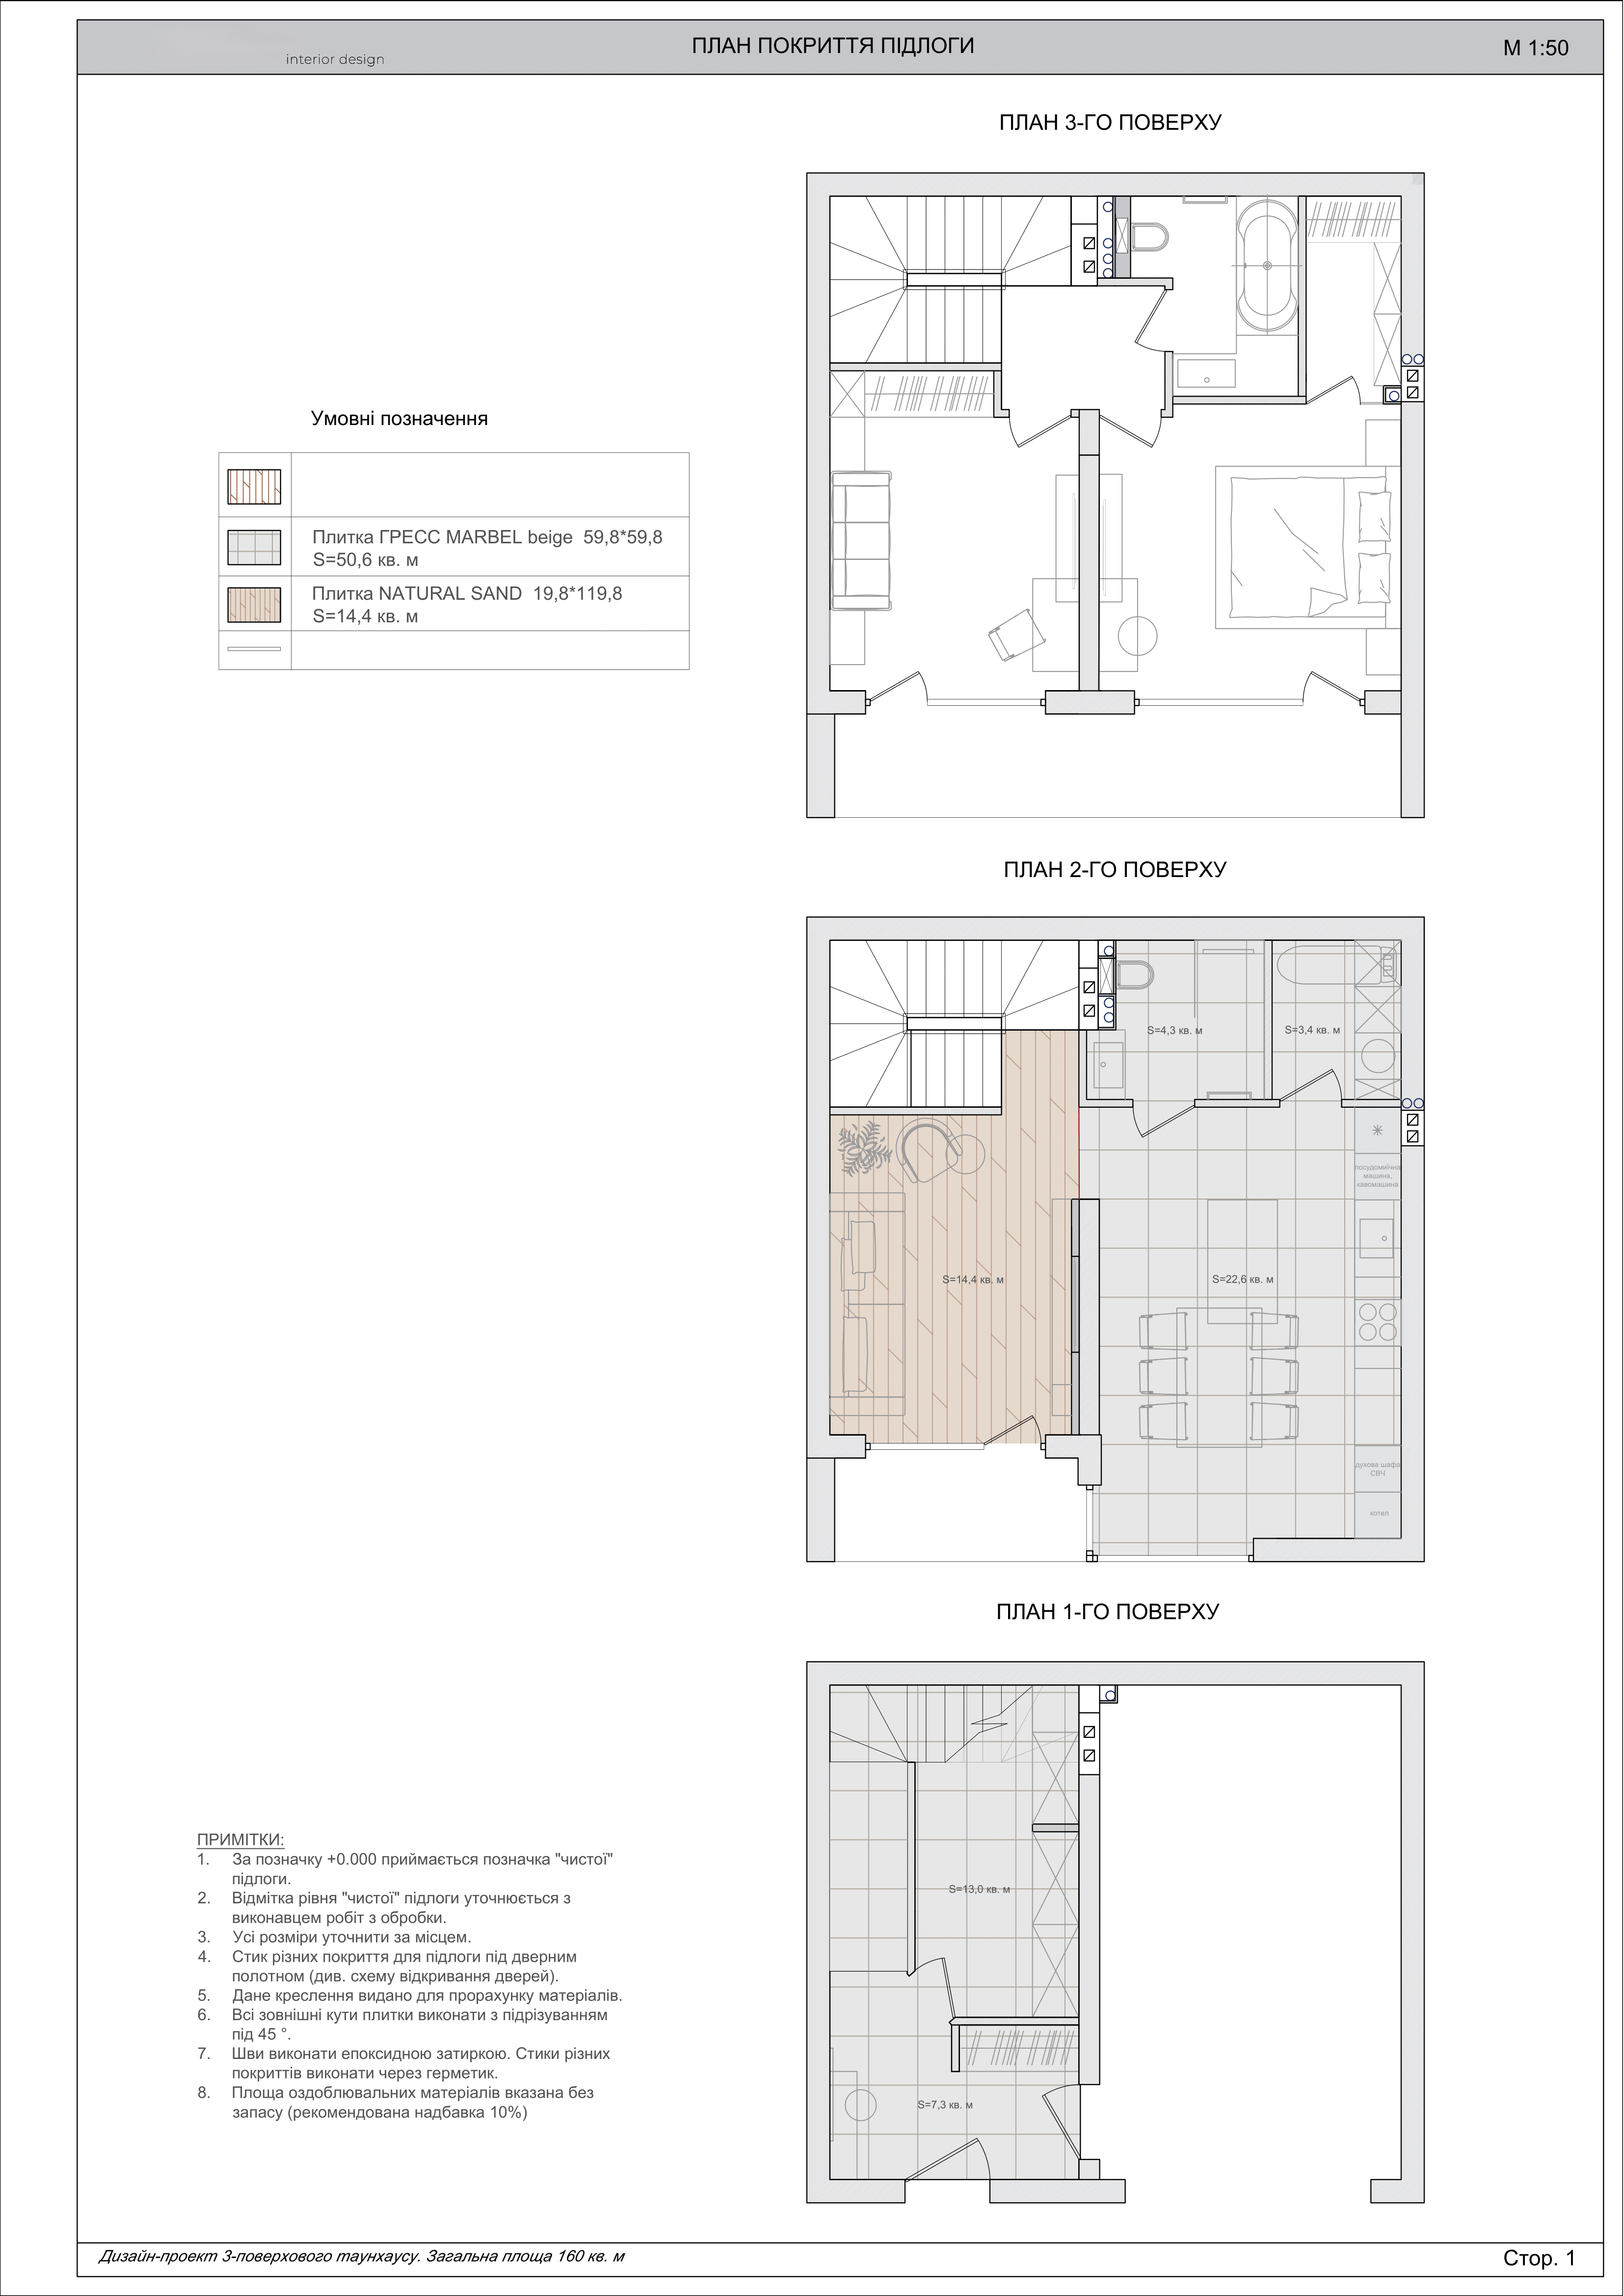 interior design
ПЛАН ПОКРИТТЯ ПІДЛОГИ
М 1:50
ПЛАН 3-ГО ПОВЕРХУ
Умовні позначення
Плитка ГРЕСС MARBEL beige 59,8*59,8
S=50,6 кв. м
Плитка NATURAL SAND 19,8*119,8
S=14,4 кв. м
ПЛАН 2-ГО ПОВЕРХУ
S=4,3 кв. м
S=3,4 кв. м
посудомийчна
машина,
кавомашина
S=14,4 кв. м
S=22,6 кв. м
духова шафа
СВЧ
котел
ПЛАН 1-ГО ПОВЕРХУ
S=13,0 кв. м
S=7,3 кв. м
ПРИМІТКИ:
1. За позначку +0.000 приймається позначка "чистої"
підлоги.
2. Відмітка рівня "чистої" підлоги уточнюється з
виконавцем робіт з обробки.
3. Усі розміри уточнити за місцем.
4. Стик різних покриття для підлоги під дверним
полотном (див. схему відкривання дверей).
5. Дане креслення видано для прорахунку матеріалів.
6. Всі зовнішні кути плитки виконати з підрізуванням
під 45 °.
7. Шви виконати епоксидною затиркою. Стики різних
покриттів виконати через герметик.
8. Площа оздоблювальних матеріалів вказана без
запасу (рекомендована надбавка 10%)
Дизайн-проект 3-поверхового таунхаусу. Загальна площа 160 кв. м
Стор. 1